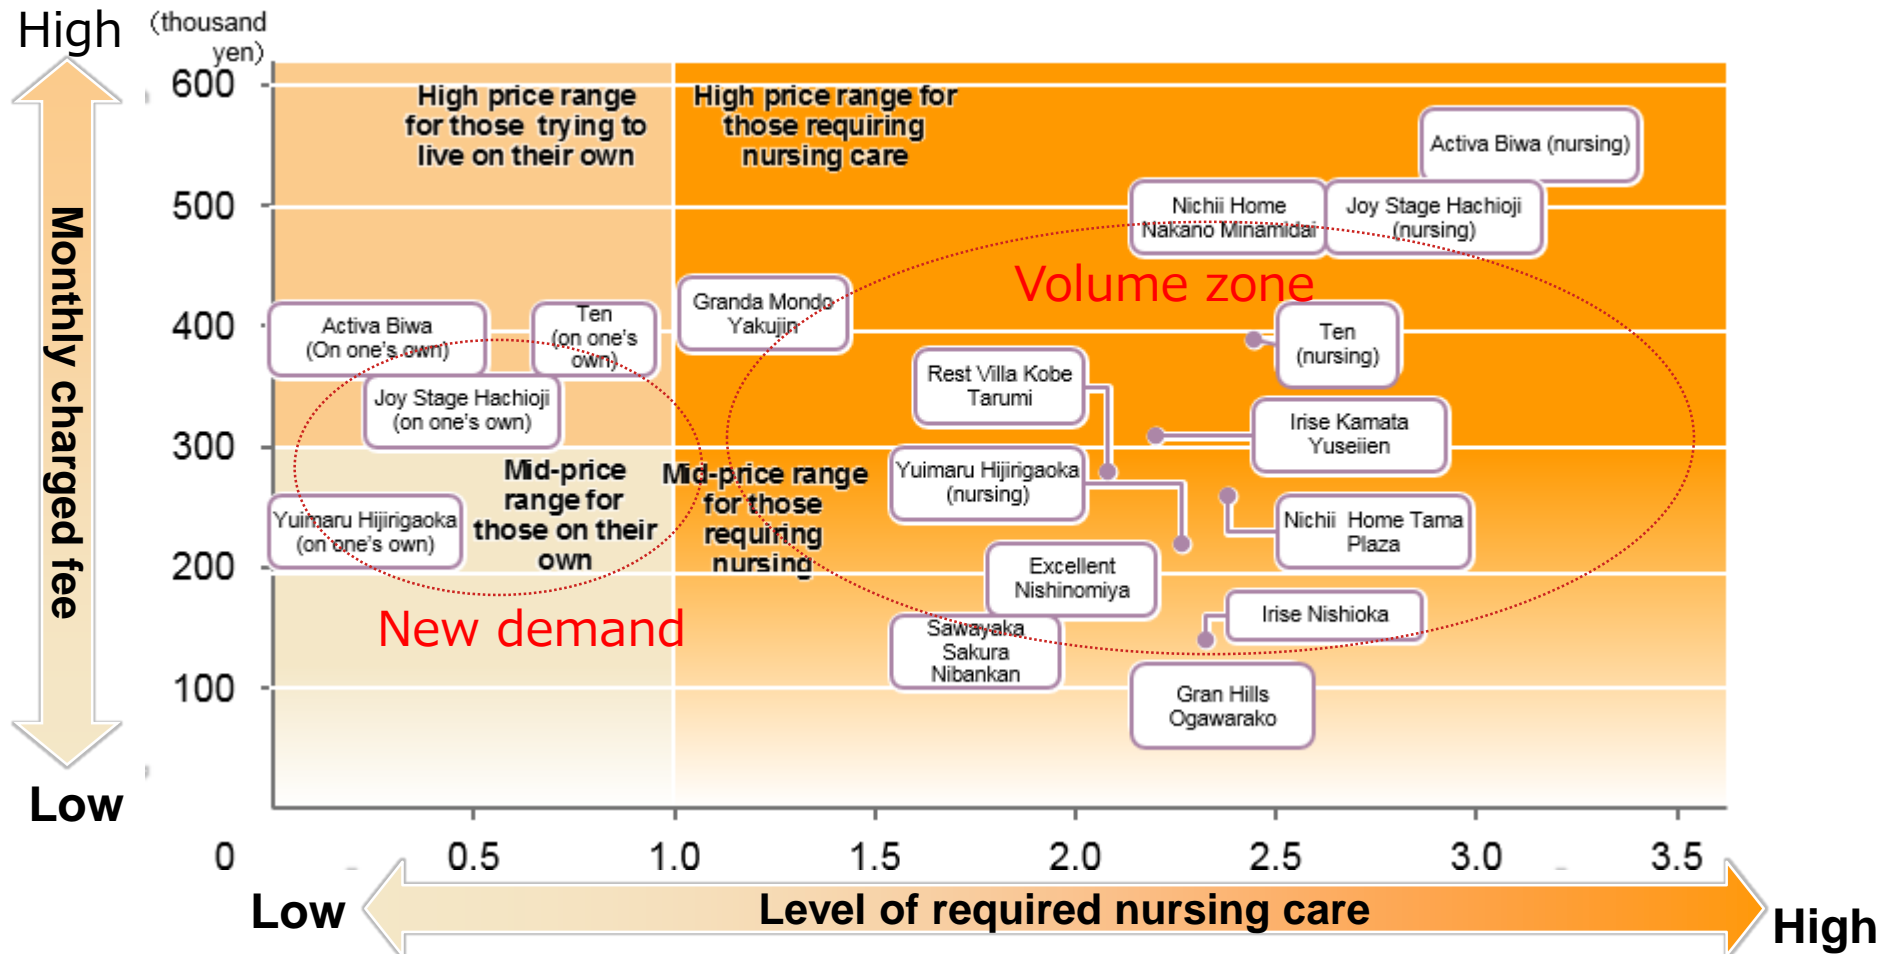 High
（thousand
yen)
600
500
400
300
200
100
0
Monthly charged fee
Low
High price range
for those trying to
live on their own
High price range for
those requiring
nursing care
Activa Biwa (nursing)
Nichii Home
Nakano Minamidai
Joy Stage Hachioji
(nursing)
Volume zone
Granda Mondo
Yakujin
Activa Biwa
(On one's own)
Ten
(on one's
own)
Ten
(nursing)
Rest Villa Kobe
Tarumi
Joy Stage Hachioji
(on one's own)
Irise Kamata
Yuseiien
Mid-price
range for
those on their
own
Mid-price range
for those
requiring
nursing
Yuimaru Hijirigaoka
(nursing)
Yuimaru Hijirigaoka
(on one's own)
Nichii Home Tama
Plaza
Excellent
Nishinomiya
New demand
Irise Nishioka
Sawayaka
Sakura
Nibankan
Gran Hills
Ogawarako
0.5
1.0
1.5
2.0
2.5
3.0
3.5
Low
Level of required nursing care
High